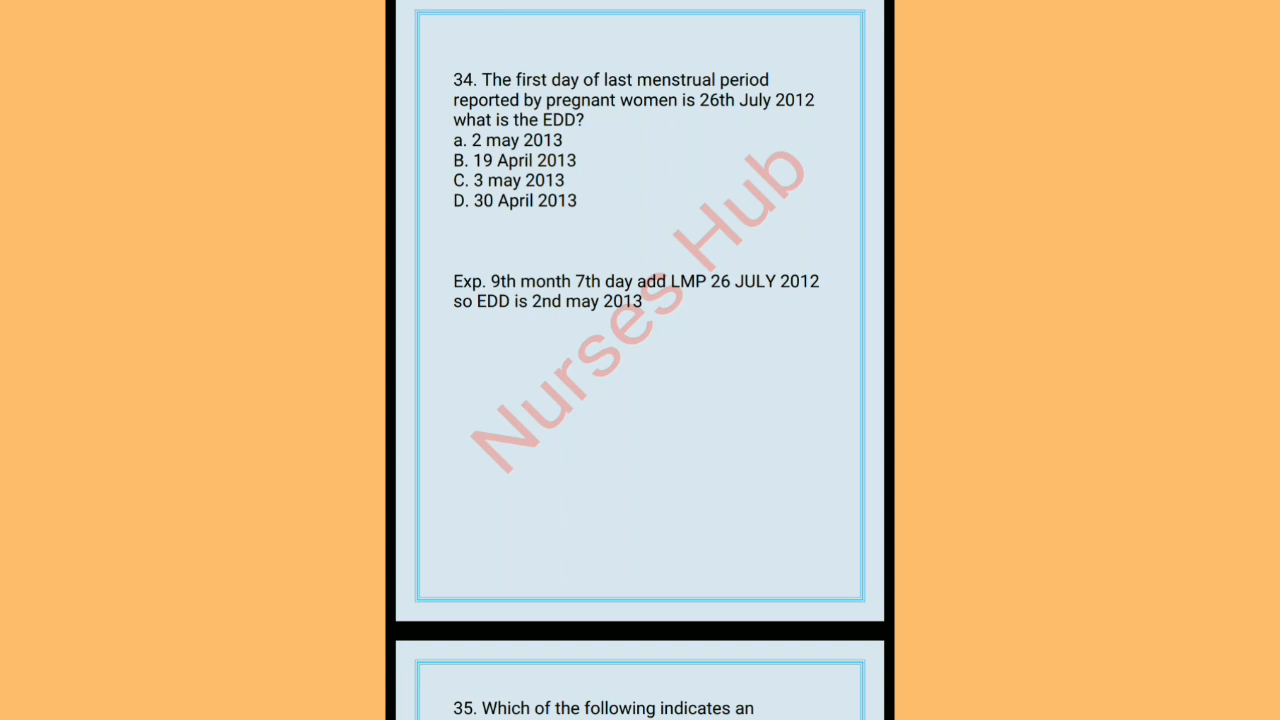 34. The first day of last menstrual period
reported by pregnant women is 26th July 2012
what is the EDD?
a. 2 may 2013
B. 19 April 2013
C. 3 may 2013
D. 30 April 2013
Exp. 9th month 7th day add LMP 26 JULY 2012
so EDD is 2nd may 2013
Nurses Hub
35. Which of the following indicates an